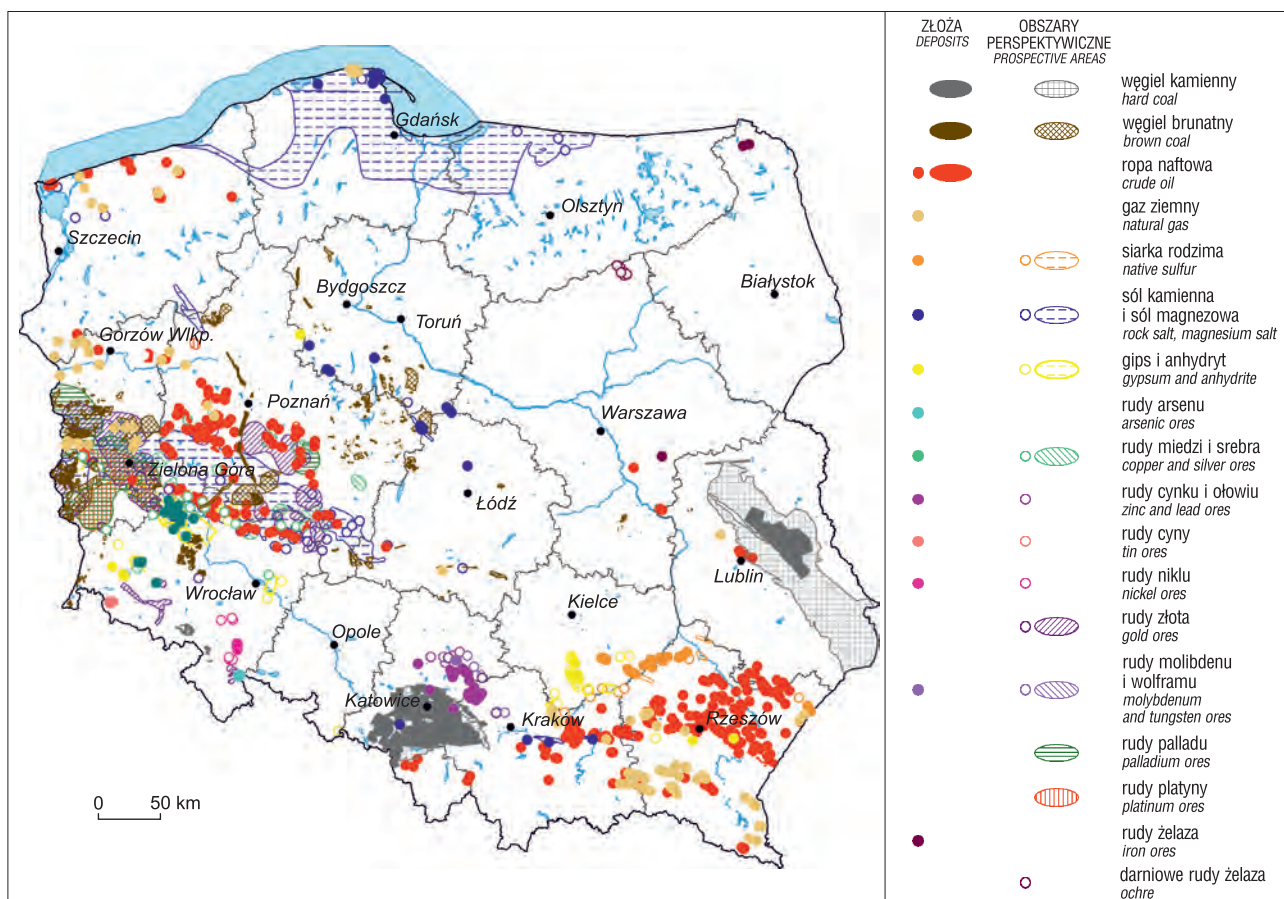 Gdańsk
Olsztyn
Szczecin
Białystok
Bydgoszcz
Toruń
Gorzów Wlkp.
Poznań
Warszawa
Zielona Góra
Łódź
Lublin
Wrocław
Kielce
Opole
Katowice
Kraków
Rzeszów
0 50 km
ZŁOŻA
DEPOSITS
OBSZARY
PERSPEKTYWICZNE
PROSPECTIVE AREAS
węgiel kamienny
hard coal
węgiel brunatny
brown coal
ropa naftowa
crude oil
gaz ziemny
natural gas
siarka rodzima
native sulfur
sól kamienna
i sól magnezowa
rock salt, magnesium salt
gips i anhydryt
gypsum and anhydrite
rudy arsenu
arsenic ores
rudy miedzi i srebra
copper and silver ores
rudy cynku i ołowiu
zinc and lead ores
rudy cyny
tin ores
rudy niklu
nickel ores
rudy złota
gold ores
rudy molibdenu
i wolframu
molybdenum
and tungsten ores
rudy palladu
palladium ores
rudy platyny
platinum ores
rudy żelaza
iron ores
darniowe rudy żelaza
ochre